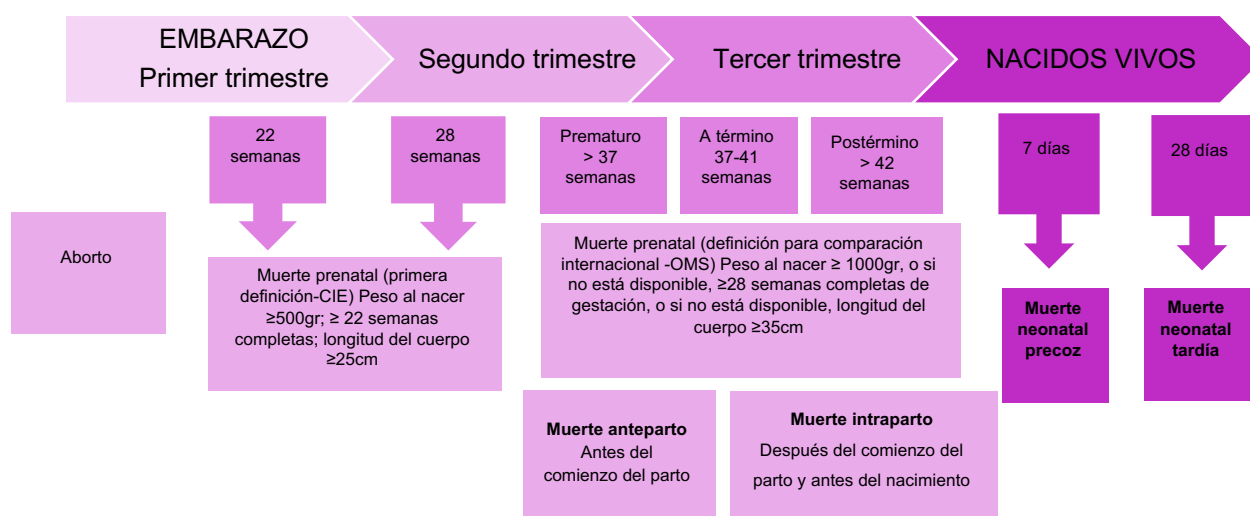 EMBARAZO
Primer trimestre
Segundo trimestre
Tercer trimestre
NACIDOS VIVOS
22
semanas
28
semanas
Prematuro
> 37
semanas
A término
37-41
semanas
Postérmino
> 42
semanas
7 días
28 días
Aborto
Muerte prenatal (primera
definición-CIE) Peso al nacer
≥500gr; ≥ 22 semanas
completas; longitud del cuerpo
≥25cm
Muerte prenatal (definición para comparación
internacional -OMS) Peso al nacer ≥ 1000gr, o si
no está disponible, ≥28 semanas completas de
gestación, o si no está disponible, longitud del
cuerpo ≥35cm
Muerte
neonatal
precoz
Muerte
neonatal
tardía
Muerte anteparto
Antes del
comienzo del parto
Muerte intraparto
Después del comienzo del
parto y antes del nacimiento